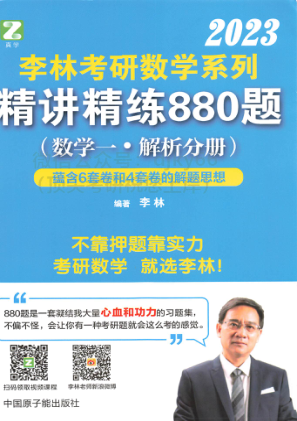 真学
2023
李林考研数学系列
精讲精练880题
（数学一·解析分册）
蕴含6套卷和4套卷的解题思想
编著 李 林
不靠押题靠实力
考研数学 就选李林！
880题是一套凝结我大量心血和功力的习题集，
不偏不怪，会让你有一种考研题就会这么考的感觉。
扫码领取视频课程
李林老师新浪微博
中国原子能出版社